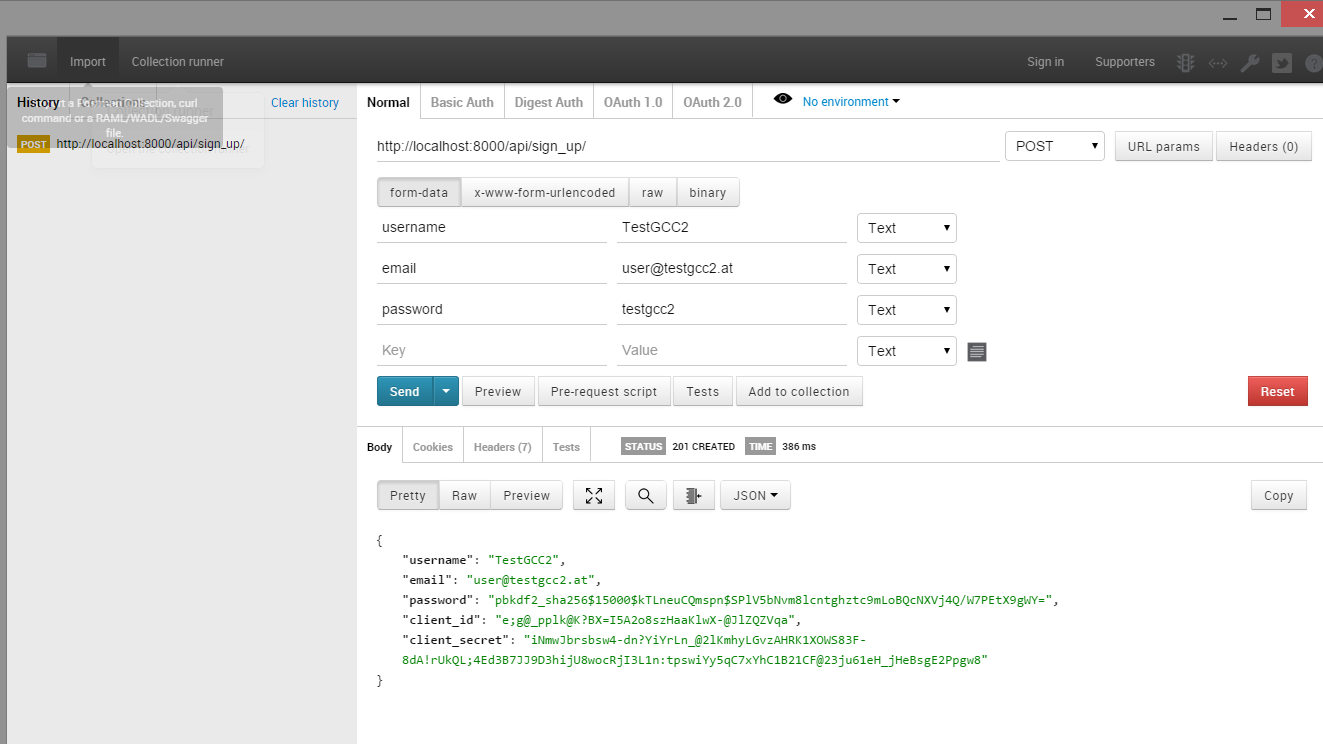 Import
Collection runner
Sign in
Supporters
History
Clear history
a collection, curl
command or a RAML/WADL/Swagger
file.
POST http://localhost:8000/api/sign_up/
Normal
Basic Auth
Digest Auth
OAuth 1.0
OAuth 2.0
No environment
http://localhost:8000/api/sign_up/
POST
URL params
Headers (0)
form-data
x-www-form-urlencoded
raw
binary
username TestGCC2 Text
email user@testgcc2.at Text
password testgcc2 Text
Key Value Text
Send
Preview
Pre-request script
Tests
Add to collection
Reset
Body
Cookies
Headers (7)
Tests
STATUS 201 CREATED TIME 386 ms
Pretty
Raw
Preview
JSON
Copy
{
"username": "TestGCC2",
"email": "user@testgcc2.at",
"password": "pbkdf2_sha256$15000$kTLneuCQmspn$SPlV5bNvm8lcntghztc9mLoBQcNXVj4Q/W7PEtX9gWY=",
"client_id": "e;g@_pplk@K?BX=I5A2o8szHaaKlwX-@JlZQZVqa",
"client_secret": "iNmwJbrsbsw4-dn?YiYrLn_@2lKmhyLGvzAHRK1XOWS83F-
8dA!rUkQL;4Ed3B7JJ9D3hijU8wocRjI3L1n:tpswiYy5qC7xYhC1B21CF@23ju61eH_jHeBsgE2Ppgw8"
}